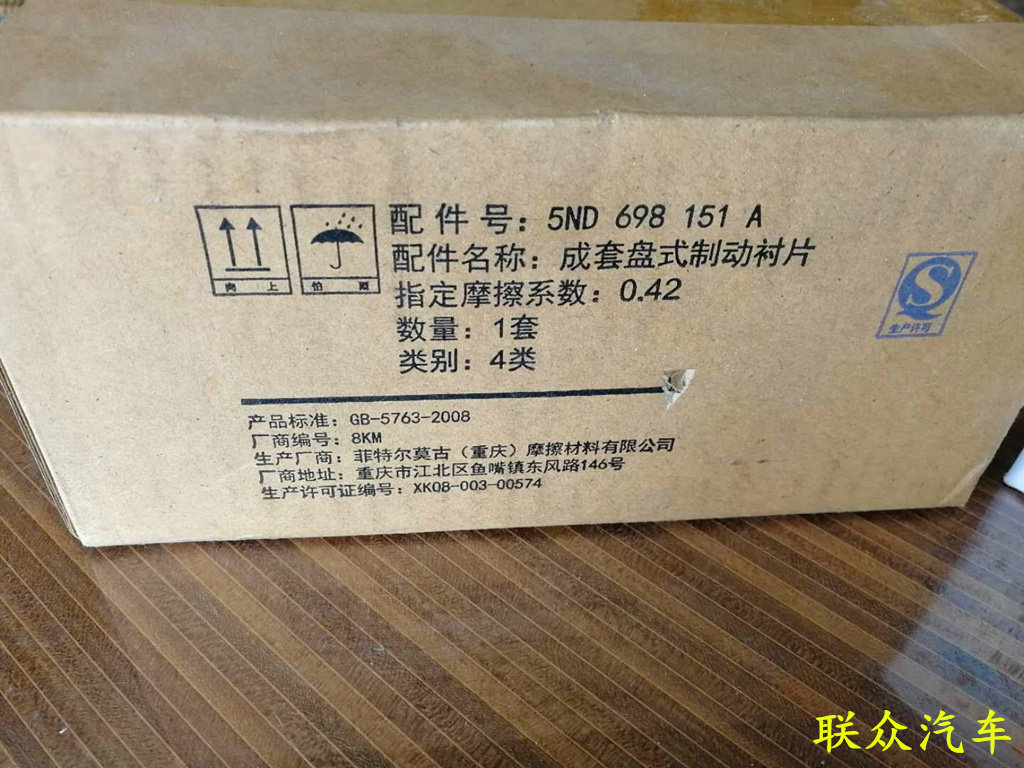 配件号：5ND 698 151 A
配件名称：成套盘式制动衬片
指定摩擦系数：0.42
数量：1套
类别：4类
向上
怕雨
生产许可
产品标准：GB-5763-2008
厂商编号：8KM
生产厂商：菲特尔莫古（重庆）摩擦材料有限公司
厂商地址：重庆市江北区鱼嘴镇东风路146号
生产许可证编号：XK08-003-00574
联众汽车